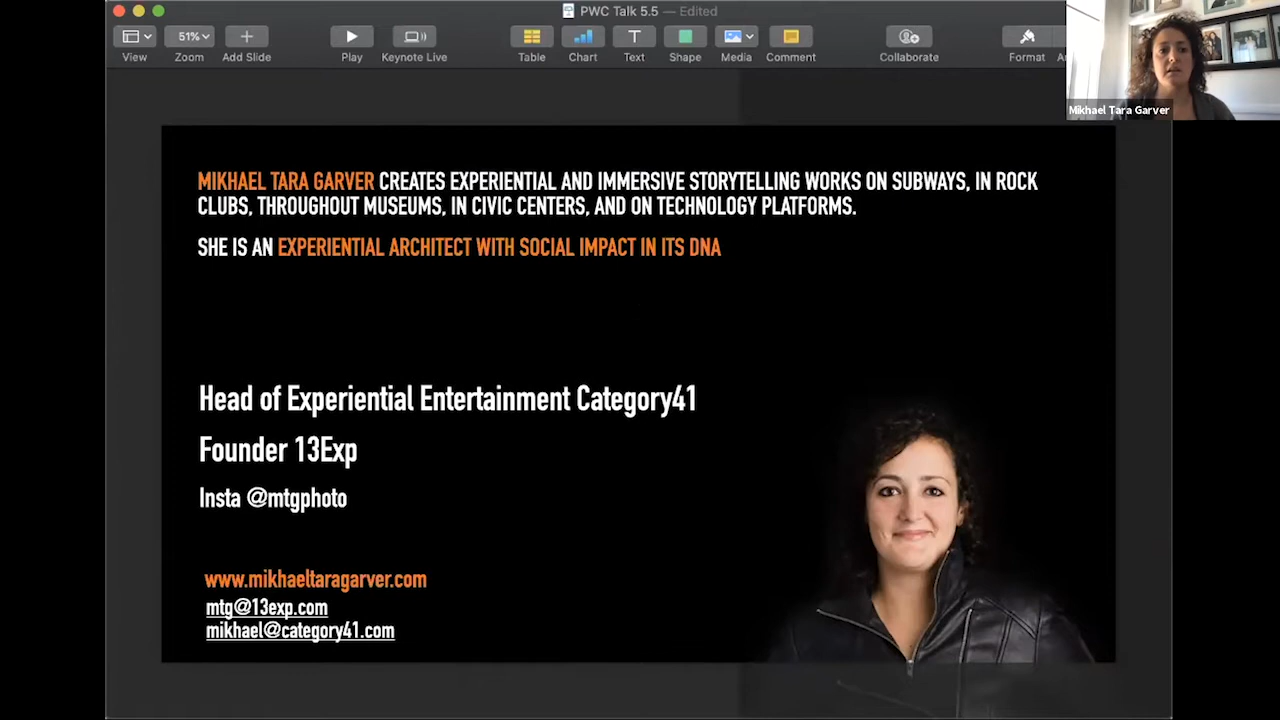 PWC Talk 5.5 — Edited
51%
View
Zoom
Add Slide
Play
Keynote Live
Table
Chart
Text
Shape
Media
Comment
Collaborate
Format
Mikhael Tara Garver
MIKHAEL TARA GARVER CREATES EXPERIENTIAL AND IMMERSIVE STORYTELLING WORKS ON SUBWAYS, IN ROCK
CLUBS, THROUGHOUT MUSEUMS, IN CIVIC CENTERS, AND ON TECHNOLOGY PLATFORMS.
SHE IS AN EXPERIENTIAL ARCHITECT WITH SOCIAL IMPACT IN ITS DNA
Head of Experiential Entertainment Category41
Founder 13Exp
Insta @mtgphoto
www.mikhaeltaragarver.com
mtg@13exp.com
mikhael@category41.com